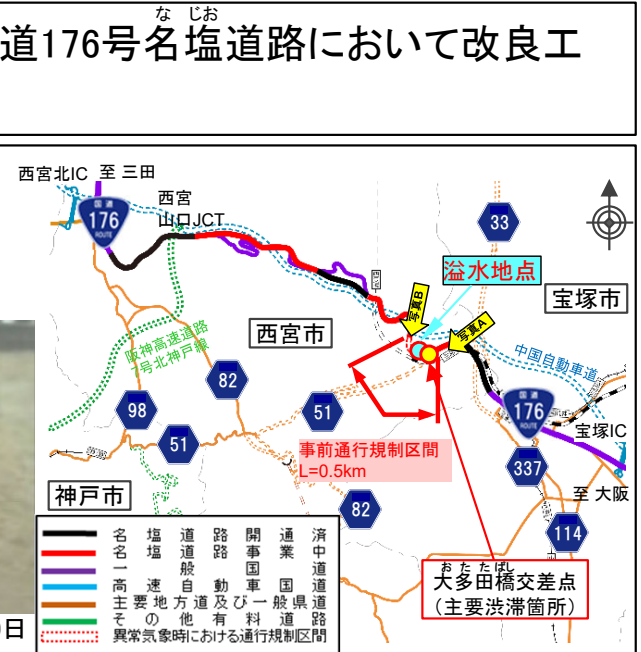 な じお
道176号名塩道路において改良工
西宮北IC 至 三田
国道
176
ROUTE
西宮
山口JCT
33
溢水地点
宝塚市
写真B
写真A
西宮市
阪神高速道路
7号北神戸線
中国自動車道
82
98
51
51
国道
176
ROUTE
宝塚IC
事前通行規制区間
L=0.5km
337
至 大阪
神戸市
82
114
名塩道路開通済
名塩道路事業中
一般国道
高速自動車国道
主要地方道及び一般県道
その他有料道路
異常気象時における通行規制区間
おおたばし
大多田橋交差点
(主要渋滞箇所)
日